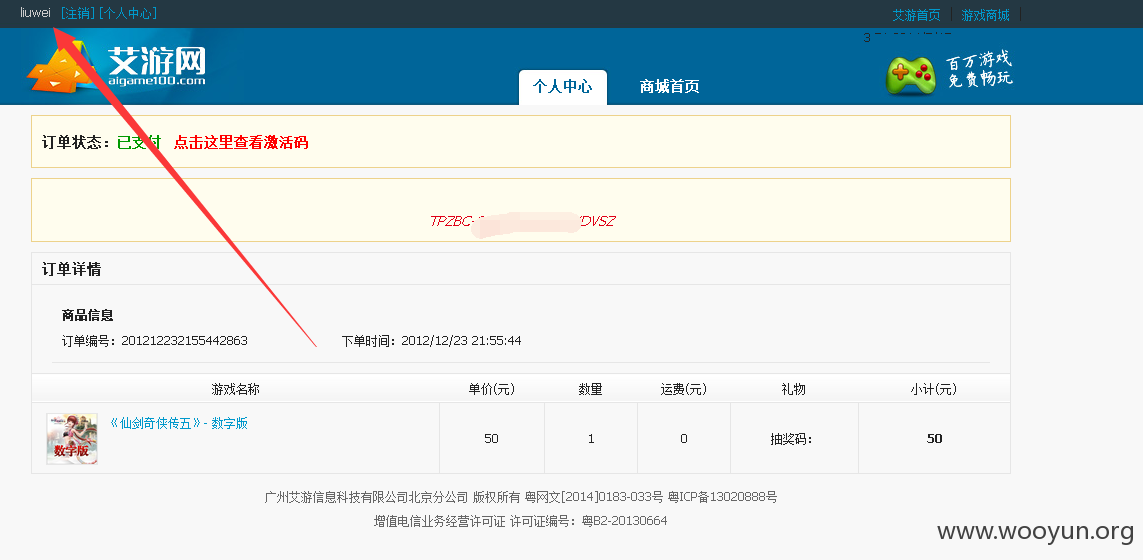 liuwei [注销] [个人中心] 艾游首页 游戏商城
艾游网
aigame100.com
个人中心 商城首页
百万游戏
免费畅玩
订单状态：已支付 点击这里查看激活码
TPZBC- DVSZ
订单详情
商品信息
订单编号：201212232155442863 下单时间：2012/12/23 21:55:44
游戏名称 单价(元) 数量 运费(元) 礼物 小计(元)
数字版
《仙剑奇侠传五》- 数字版 50 1 0 抽奖码： 50
广州艾游信息科技有限公司北京分公司 版权所有 粤网文[2014]0183-033号 粤ICP备13020888号
增值电信业务经营许可证 许可证编号：粤B2-20130664
www.wooyun.org